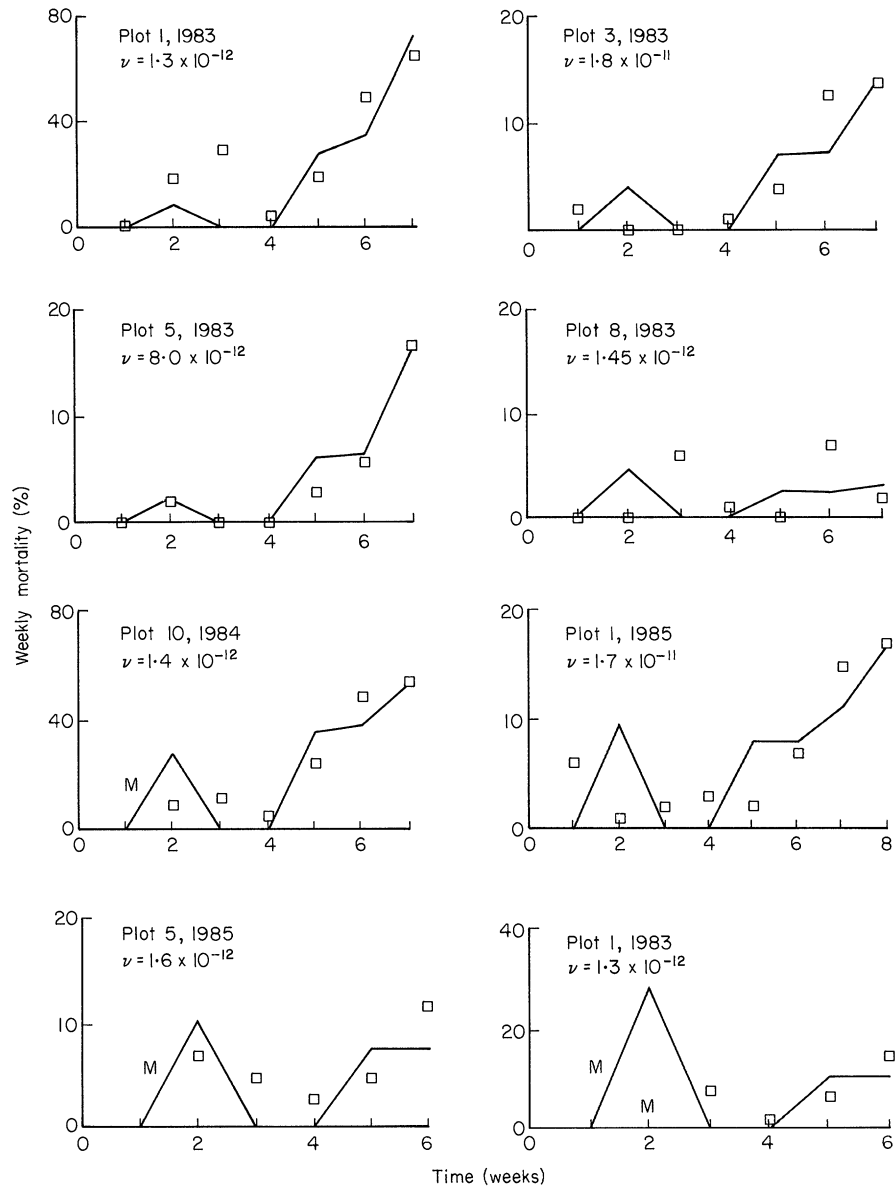 Plot 1, 1983
ν = 1·3 x 10⁻¹²
80
40
0
0 2 4 6
Plot 3, 1983
ν = 1·8 x 10⁻¹¹
20
10
0 2 4 6
Plot 5, 1983
ν = 8·0 x 10⁻¹²
20
10
0
0 2 4 6
Plot 8, 1983
ν = 1·45 x 10⁻¹²
20
10
0
0 2 4 6
Weekly mortality (%)
Plot 10, 1984
ν = 1·4 x 10⁻¹²
80
40
0
M
0 2 4 6
Plot 1, 1985
ν = 1·7 x 10⁻¹¹
20
10
0
0 2 4 6 8
Plot 5, 1985
ν = 1·6 x 10⁻¹²
20
10
0
M
0 2 4 6
Plot 1, 1983
ν = 1·3 x 10⁻¹²
40
20
0
M
M
0 2 4 6
Time (weeks)